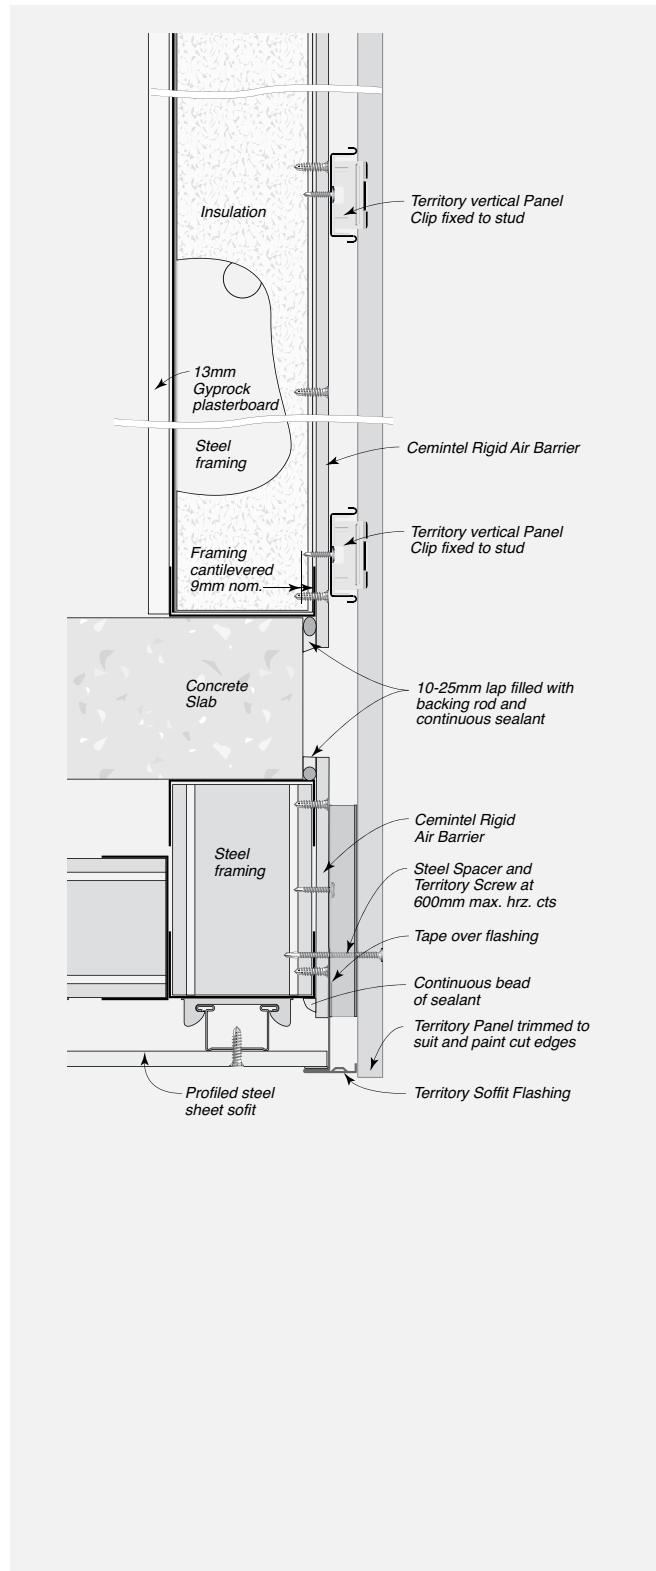 Insulation
Territory vertical Panel
Clip fixed to stud
13mm
Gyprock
plasterboard
Steel
framing
Cemintel Rigid Air Barrier
Territory vertical Panel
Clip fixed to stud
Framing
cantilevered
9mm nom.
Concrete
Slab
10-25mm lap filled with
backing rod and
continuous sealant
Steel
framing
Cemintel Rigid
Air Barrier
Steel Spacer and
Territory Screw at
600mm max. hrz. cts
Tape over flashing
Continuous bead
of sealant
Territory Panel trimmed to
suit and paint cut edges
Profiled steel
sheet sofit
Territory Soffit Flashing